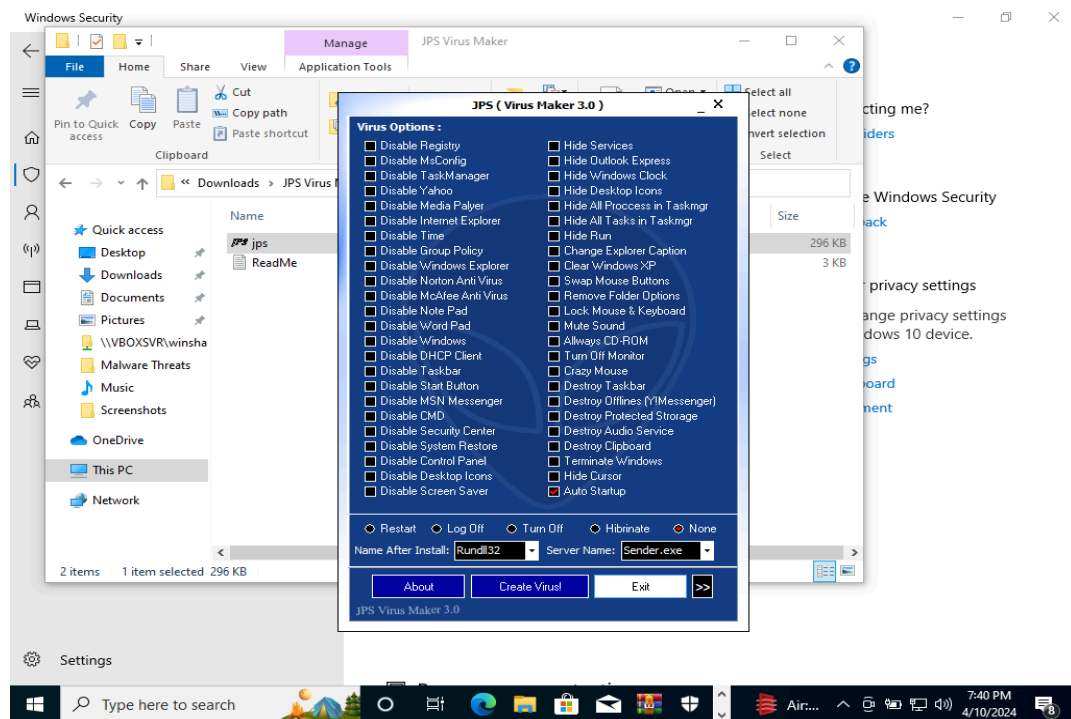 Windows Security
Manage
JPS Virus Maker
File
Home
Share
View
Application Tools
Pin to Quick access
Copy
Paste
Cut
Copy path
Paste shortcut
Clipboard
Open
Select all
elect none
nvert selection
Select
« Downloads › JPS Virus
Name
Size
jps
296 KB
ReadMe
3 KB
Quick access
Desktop
Downloads
Documents
Pictures
\\VBOXSVR\winsha
Malware Threats
Music
Screenshots
OneDrive
This PC
Network
2 items
1 item selected 296 KB
JPS ( Virus Maker 3.0 )
Virus Options :
Disable Registry
Disable MsConfig
Disable TaskManager
Disable Yahoo
Disable Media Palyer
Disable Internet Explorer
Disable Time
Disable Group Policy
Disable Windows Explorer
Disable Norton Anti Virus
Disable McAfee Anti Virus
Disable Note Pad
Disable Word Pad
Disable Windows
Disable DHCP Client
Disable Taskbar
Disable Start Button
Disable MSN Messenger
Disable CMD
Disable Security Center
Disable System Restore
Disable Control Panel
Disable Desktop Icons
Disable Screen Saver
Hide Services
Hide Outlook Express
Hide Windows Clock
Hide Desktop Icons
Hide All Proccess in Taskmgr
Hide All Tasks in Taskmgr
Hide Run
Change Explorer Caption
Clear Windows XP
Swap Mouse Buttons
Remove Folder Options
Lock Mouse & Keyboard
Mute Sound
Allways CD-ROM
Turn Off Monitor
Crazy Mouse
Destroy Taskbar
Destroy Offlines (Y!Messenger)
Destroy Protected Strorage
Destroy Audio Service
Destroy Clipboard
Terminate Windows
Hide Cursor
Auto Startup
Restart
Log Off
Turn Off
Hibrinate
None
Name After Install: Rundll32
Server Name: Sender.exe
About
Create Virus!
Exit
>>
JPS Virus Maker 3.0
cting me?
iders
e Windows Security
ack
privacy settings
ange privacy settings
dows 10 device.
gs
oard
ment
Settings
Type here to search
Air:...
7:40 PM
4/10/2024
8